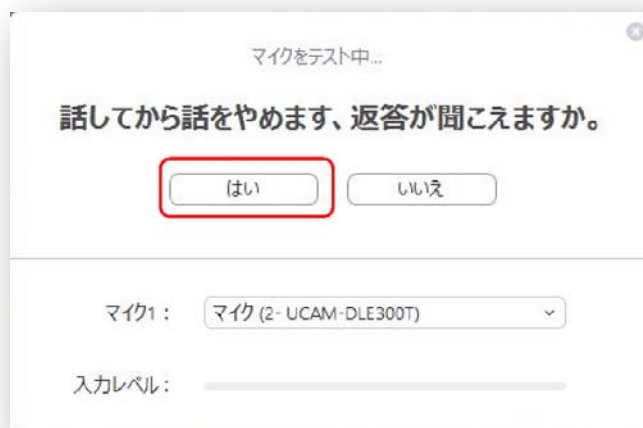 マイクをテスト中...
話してから話をやめます、返答が聞こえますか。
はい いいえ
マイク1： マイク (2- UCAM-DLE300T)
入力レベル：